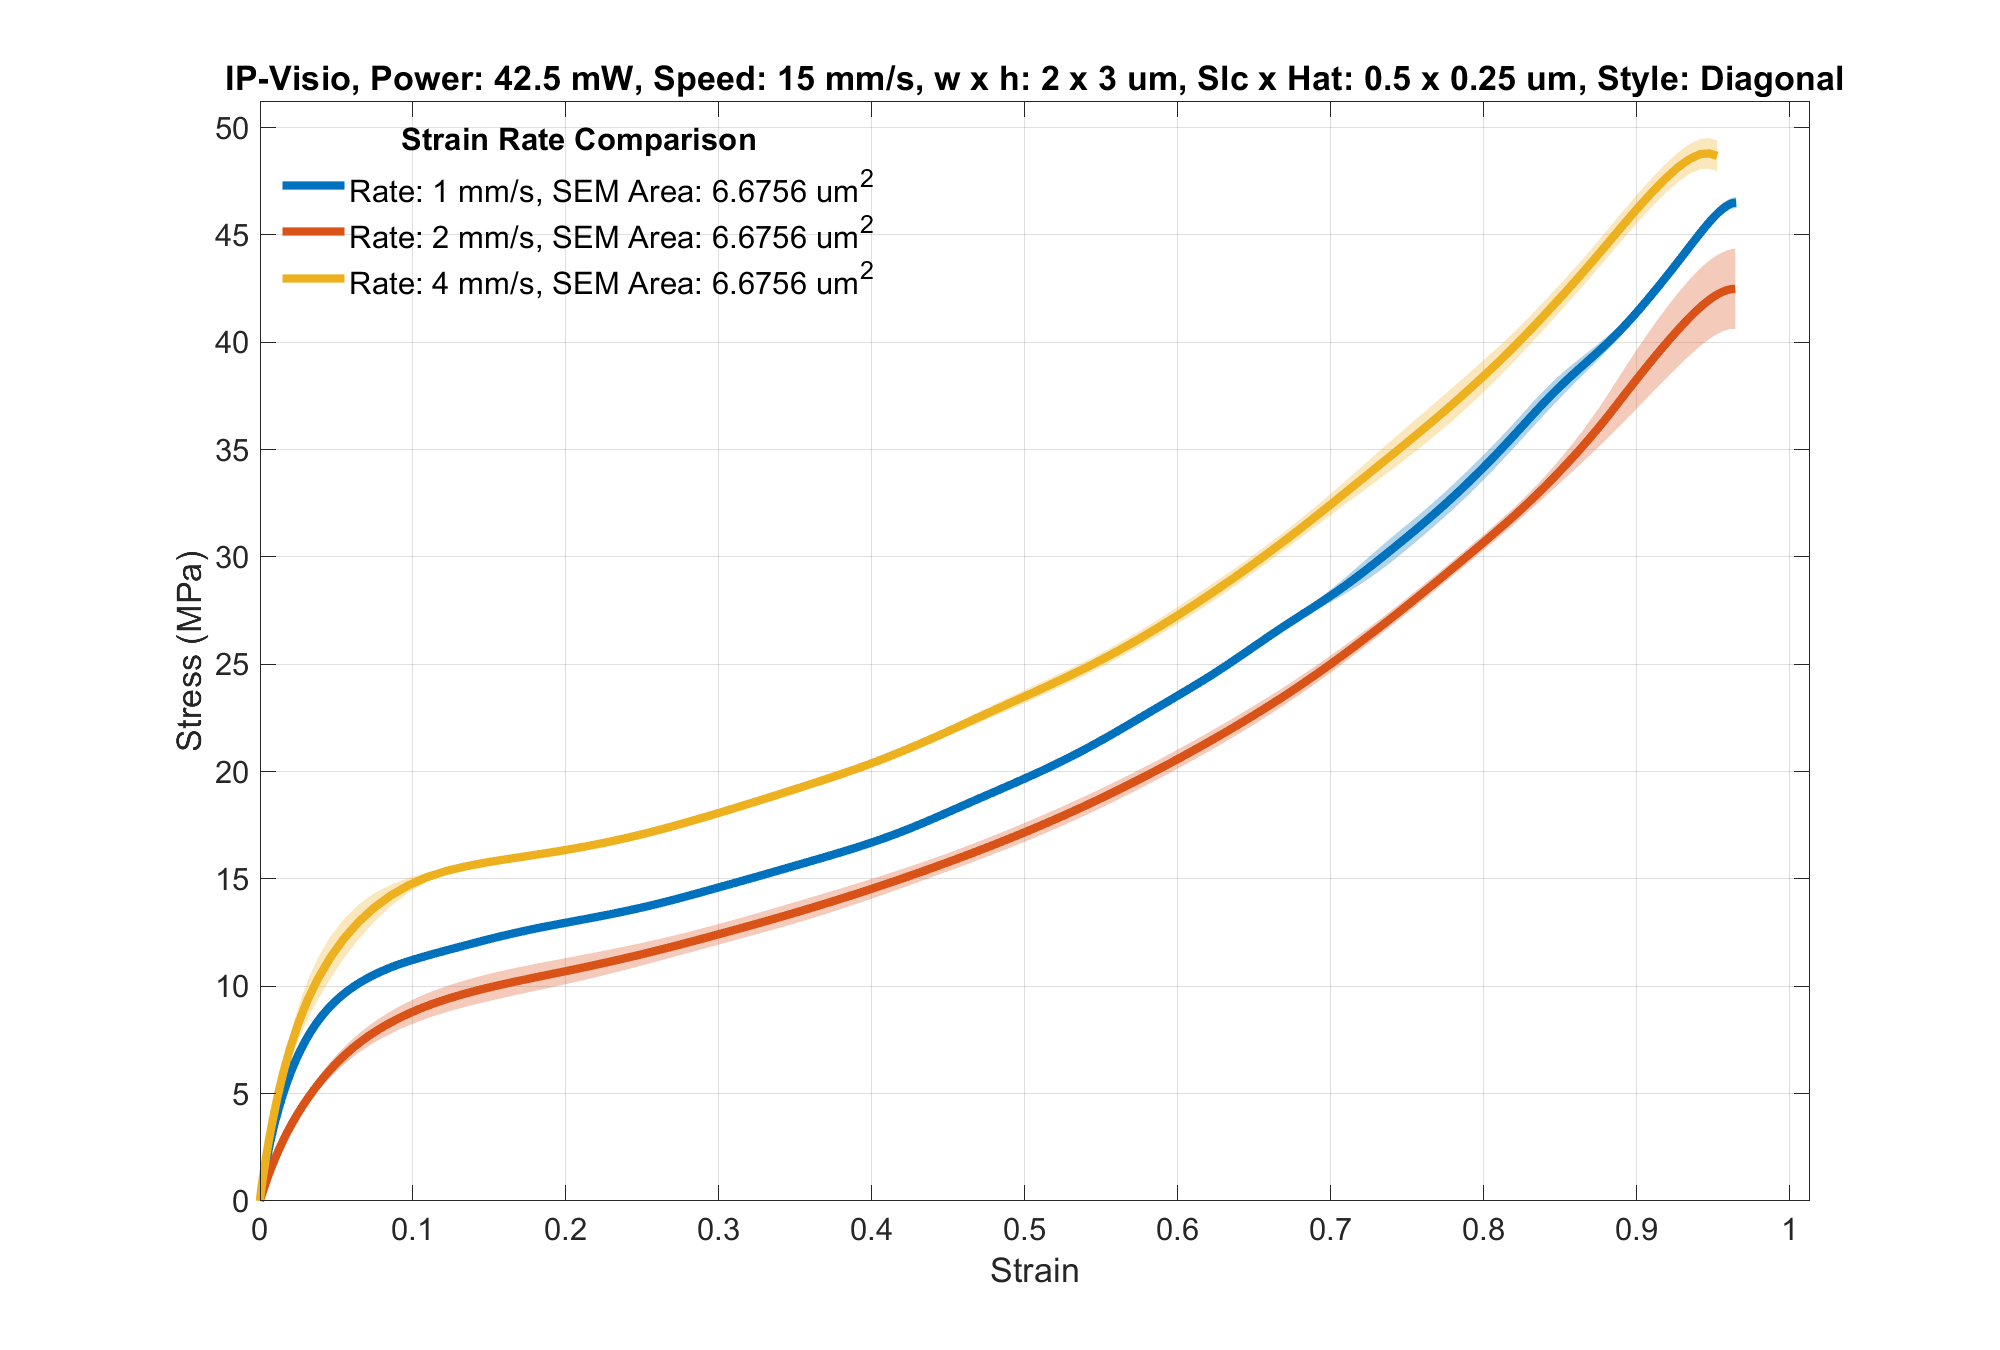 IP-Visio, Power: 42.5 mW, Speed: 15 mm/s, w x h: 2 x 3 um, Slc x Hat: 0.5 x 0.25 um, Style: Diagonal
Strain Rate Comparison
Rate: 1 mm/s, SEM Area: 6.6756 um²
Rate: 2 mm/s, SEM Area: 6.6756 um²
Rate: 4 mm/s, SEM Area: 6.6756 um²
Stress (MPa)
50
45
40
35
30
25
20
15
10
5
0
0 0.1 0.2 0.3 0.4 0.5 0.6 0.7 0.8 0.9 1
Strain